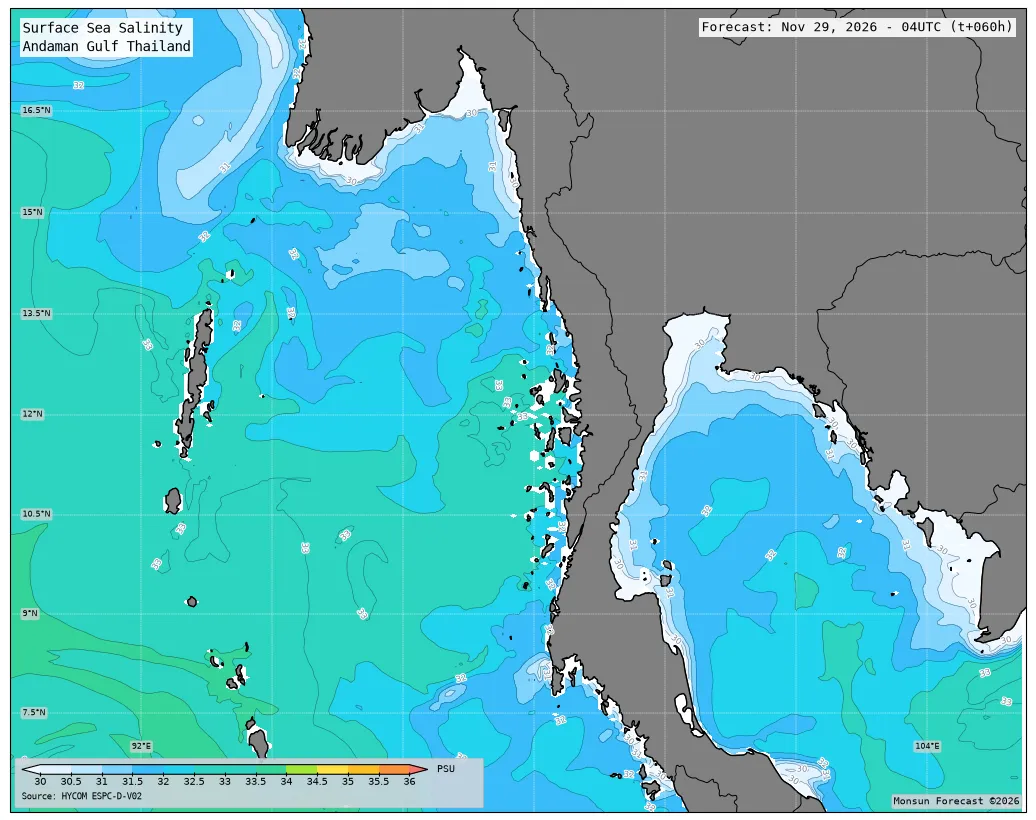 Surface Sea Salinity
Andaman Gulf Thailand
Forecast: Nov 29, 2026 - 04UTC (t+060h)
16.5°N
15°N
13.5°N
12°N
10.5°N
9°N
7.5°N
92°E
104°E
PSU
30 30.5 31 31.5 32 32.5 33 33.5 34 34.5 35 35.5 36
Source: HYCOM ESPC-D-V02
Monsun Forecast ©2026